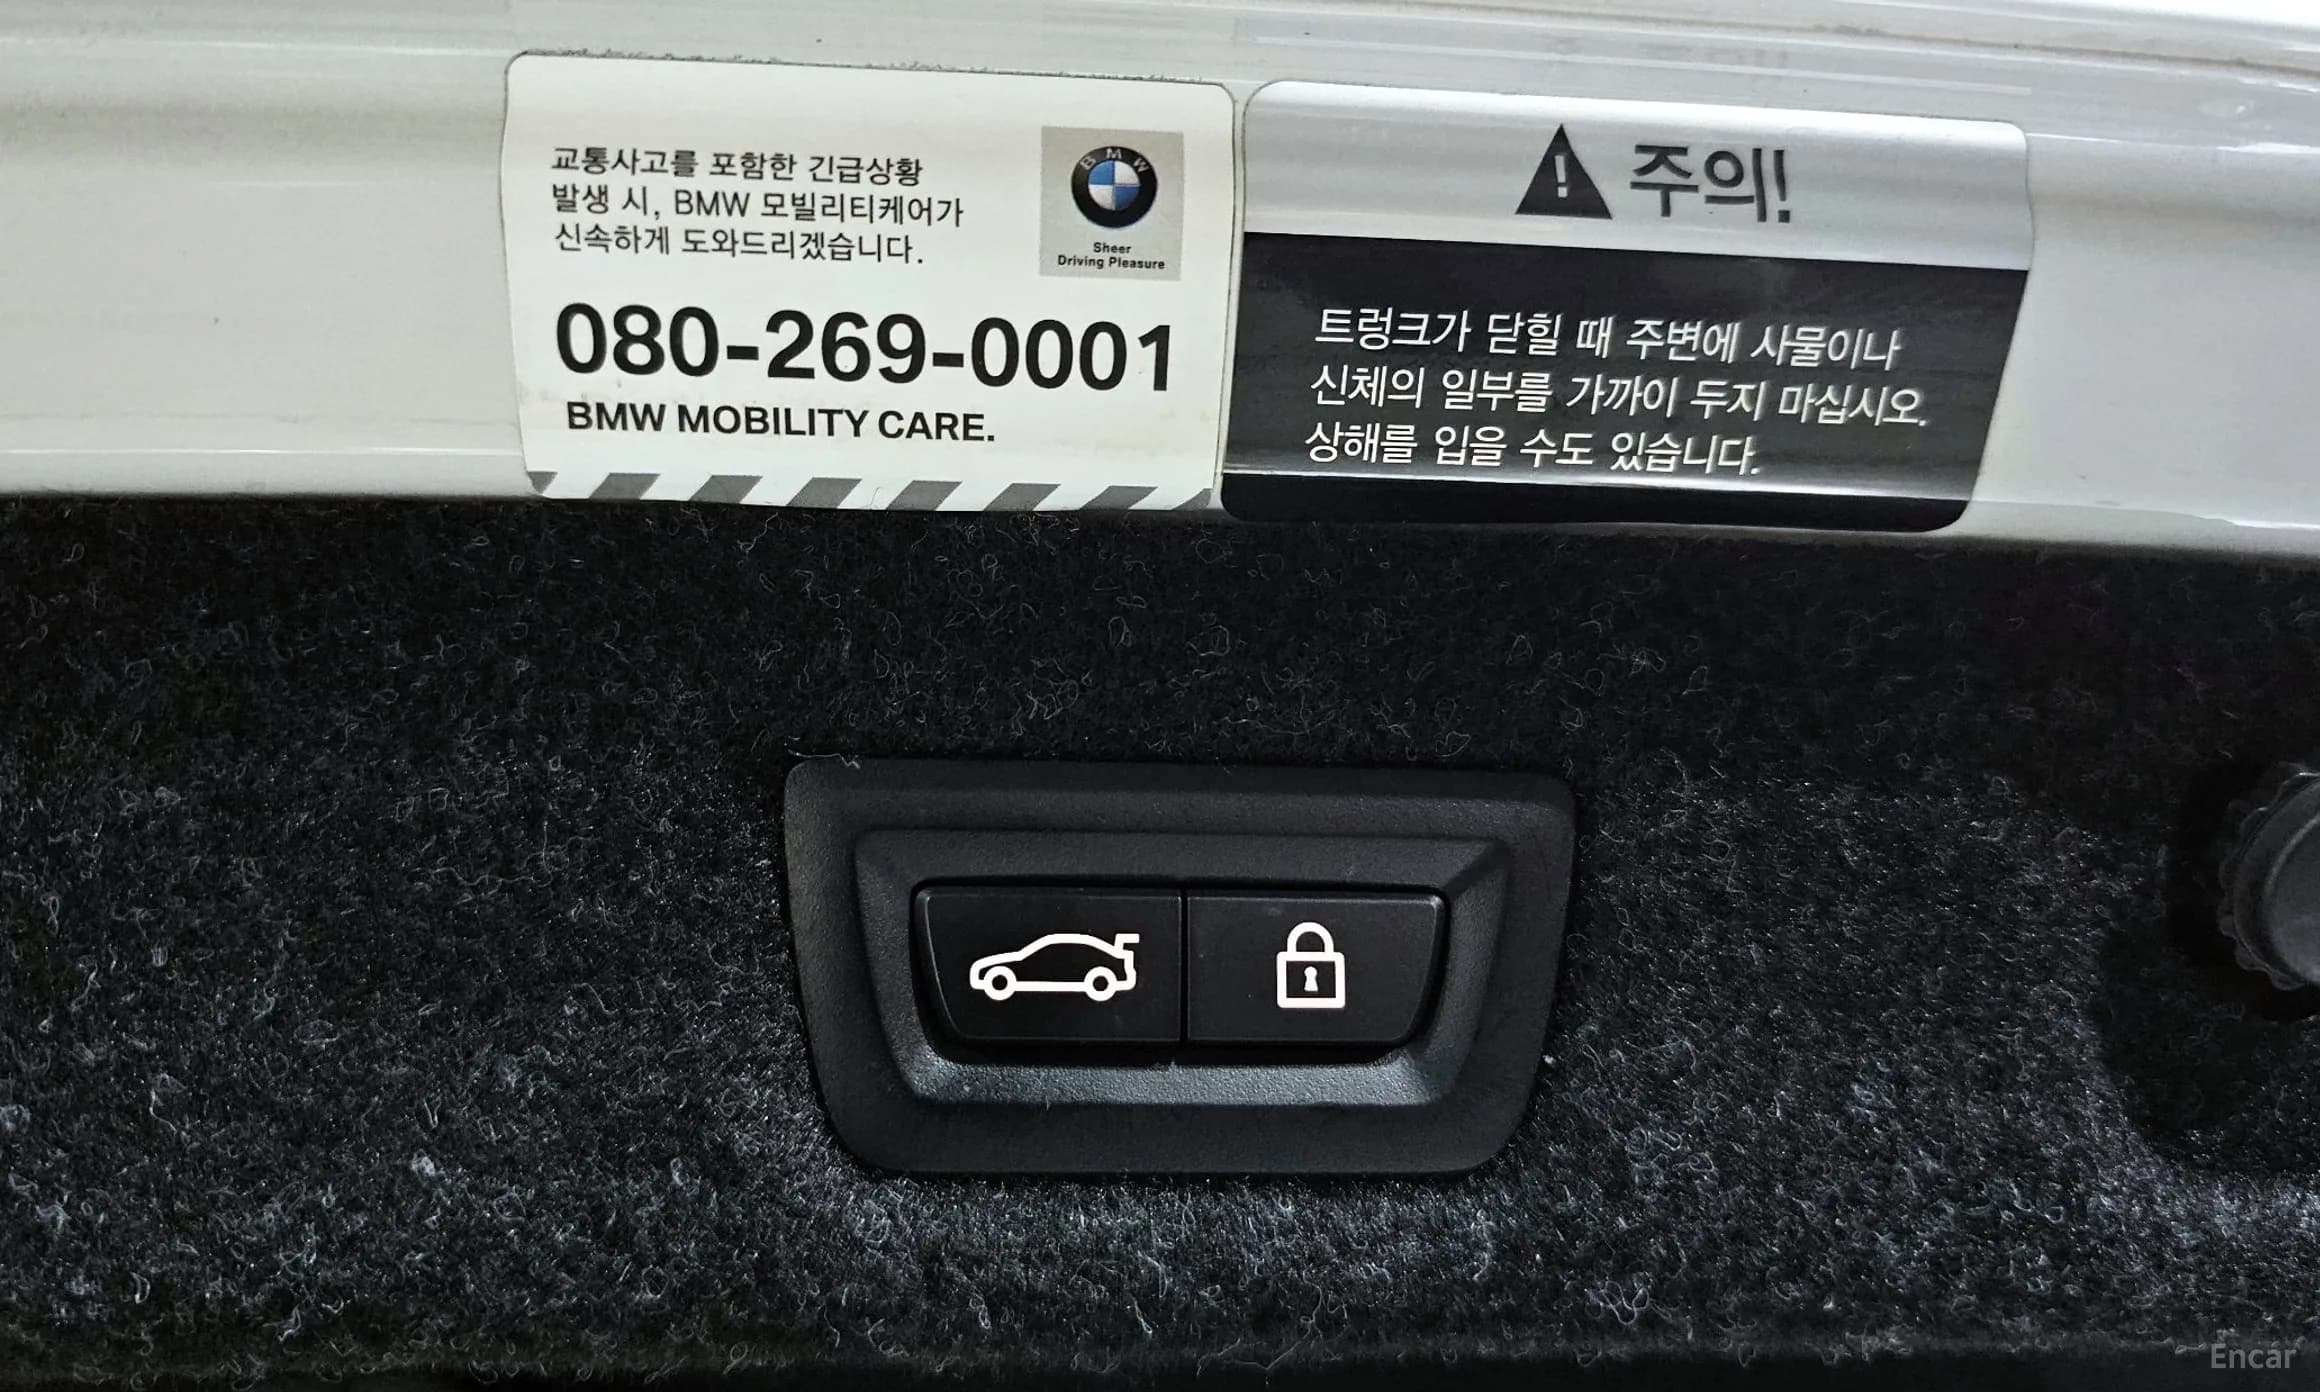 교통사고를 포함한 긴급상황
발생 시, BMW 모빌리티케어가
신속하게 도와드리겠습니다.
BMW
Sheer
Driving Pleasure
080-269-0001
BMW MOBILITY CARE.
주의!
트렁크가 닫힐 때 주변에 사물이나
신체의 일부를 가까이 두지 마십시오.
상해를 입을 수도 있습니다.
Encar